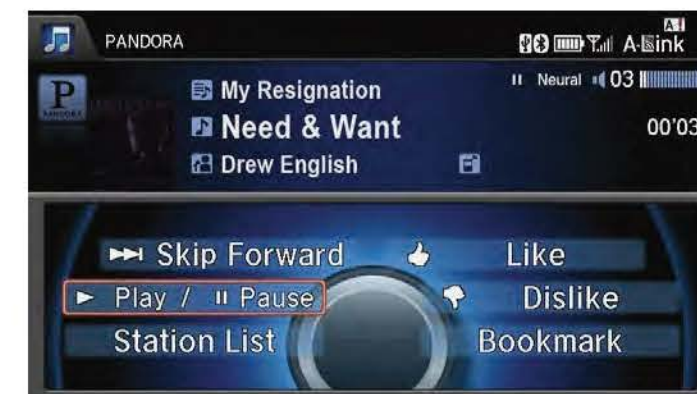 PANDORA
A-Link
P
PANDORA
My Resignation
Neural
03
Need & Want
00'03
Drew English
Skip Forward
Like
Play / Pause
Dislike
Station List
Bookmark